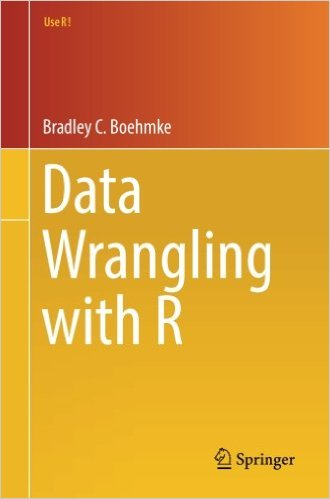 Use R!
Bradley C. Boehmke
Data
Wrangling
with R
Springer